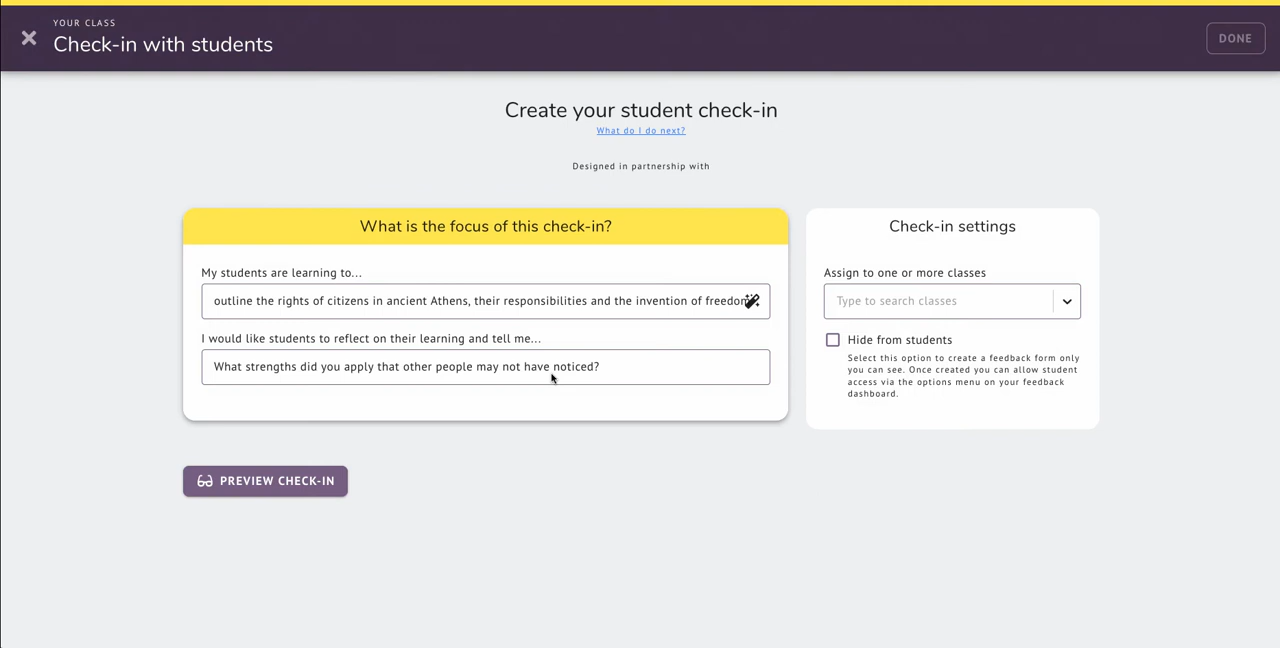 YOUR CLASS
Check-in with students
DONE
Create your student check-in
What do I do next?
Designed in partnership with
What is the focus of this check-in?
My students are learning to...
outline the rights of citizens in ancient Athens, their responsibilities and the invention of freedom
I would like students to reflect on their learning and tell me...
What strengths did you apply that other people may not have noticed?
PREVIEW CHECK-IN
Check-in settings
Assign to one or more classes
Type to search classes
Hide from students
Select this option to create a feedback form only
you can see. Once created you can allow student
access via the options menu on your feedback
dashboard.